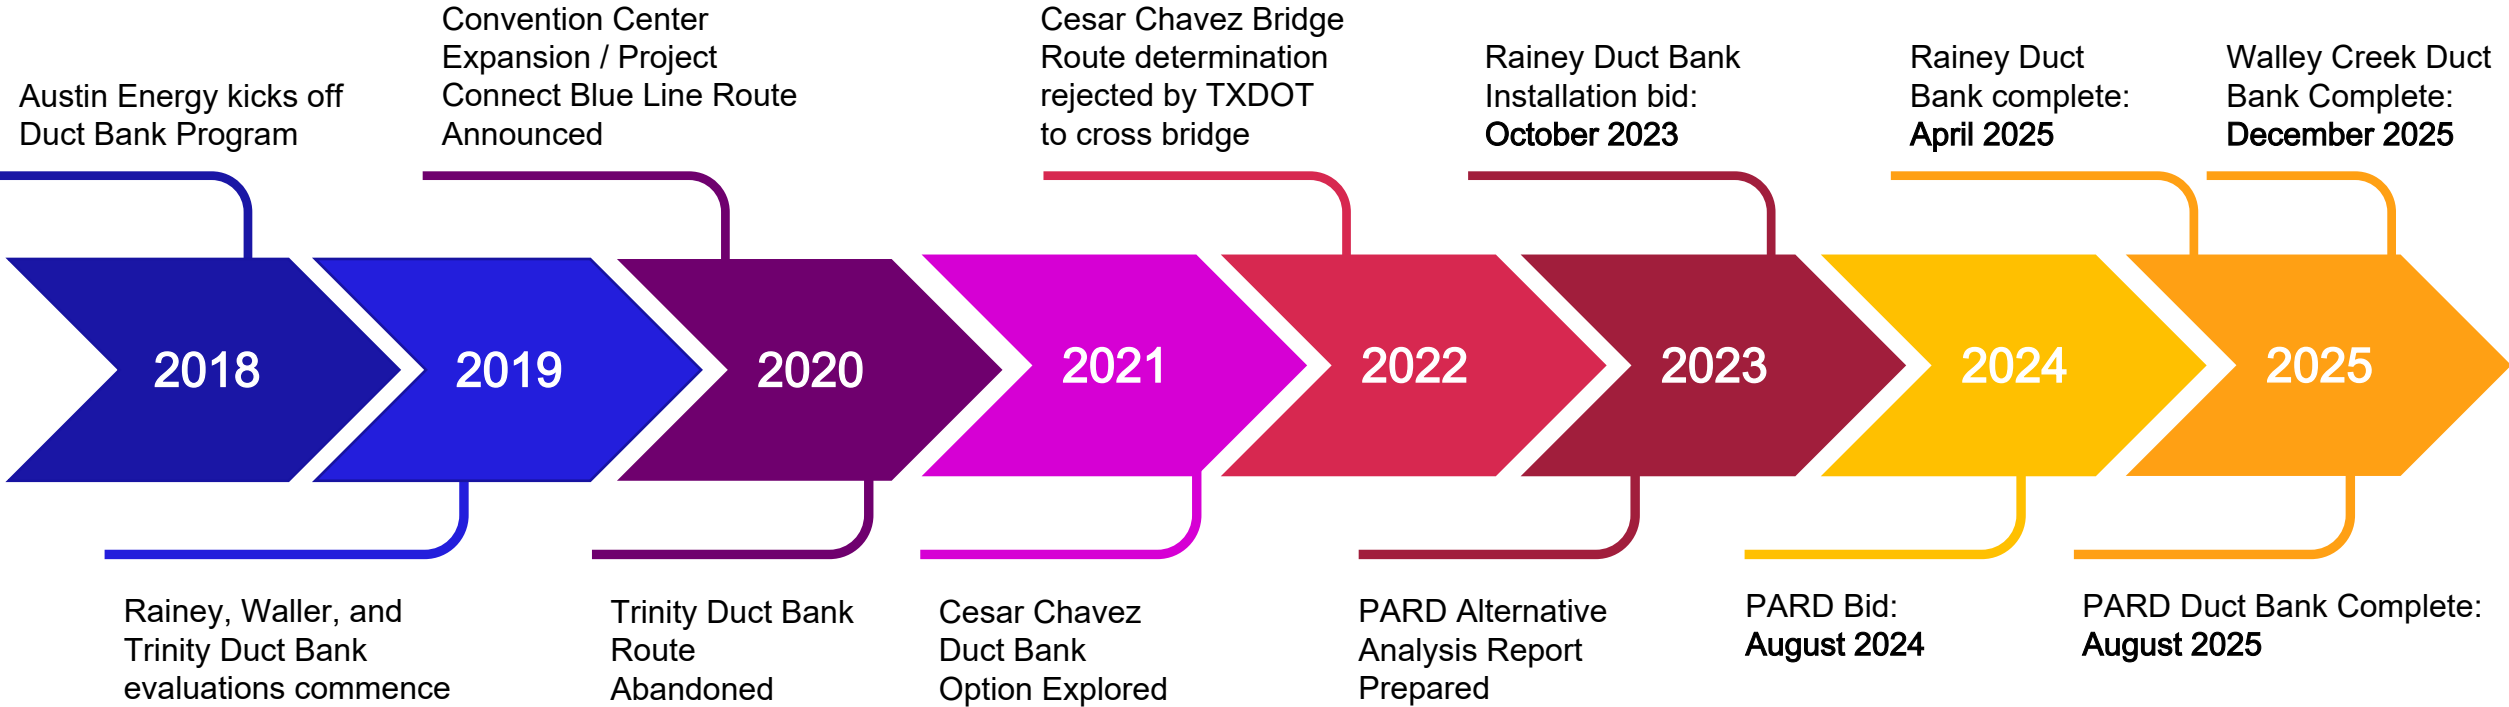 Austin Energy kicks off
Duct Bank Program
Convention Center
Expansion / Project
Connect Blue Line Route
Announced
Cesar Chavez Bridge
Route determination
rejected by TXDOT
to cross bridge
Rainey Duct Bank
Installation bid:
October 2023
Rainey Duct
Bank complete:
April 2025
Walley Creek Duct
Bank Complete:
December 2025
2018
2019
2020
2021
2022
2023
2024
2025
Rainey, Waller, and
Trinity Duct Bank
evaluations commence
Trinity Duct Bank
Route
Abandoned
Cesar Chavez
Duct Bank
Option Explored
PARD Alternative
Analysis Report
Prepared
PARD Bid:
August 2024
PARD Duct Bank Complete:
August 2025